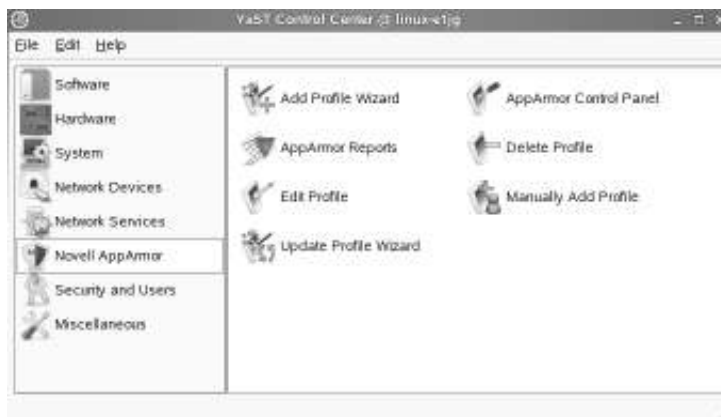 YaST Control Center @ linux-e1jg
File Edit Help
Software
Hardware
System
Network Devices
Network Services
Novell AppArmor
Security and Users
Miscellaneous
Add Profile Wizard
AppArmor Control Panel
AppArmor Reports
Delete Profile
Edit Profile
Manually Add Profile
Update Profile Wizard